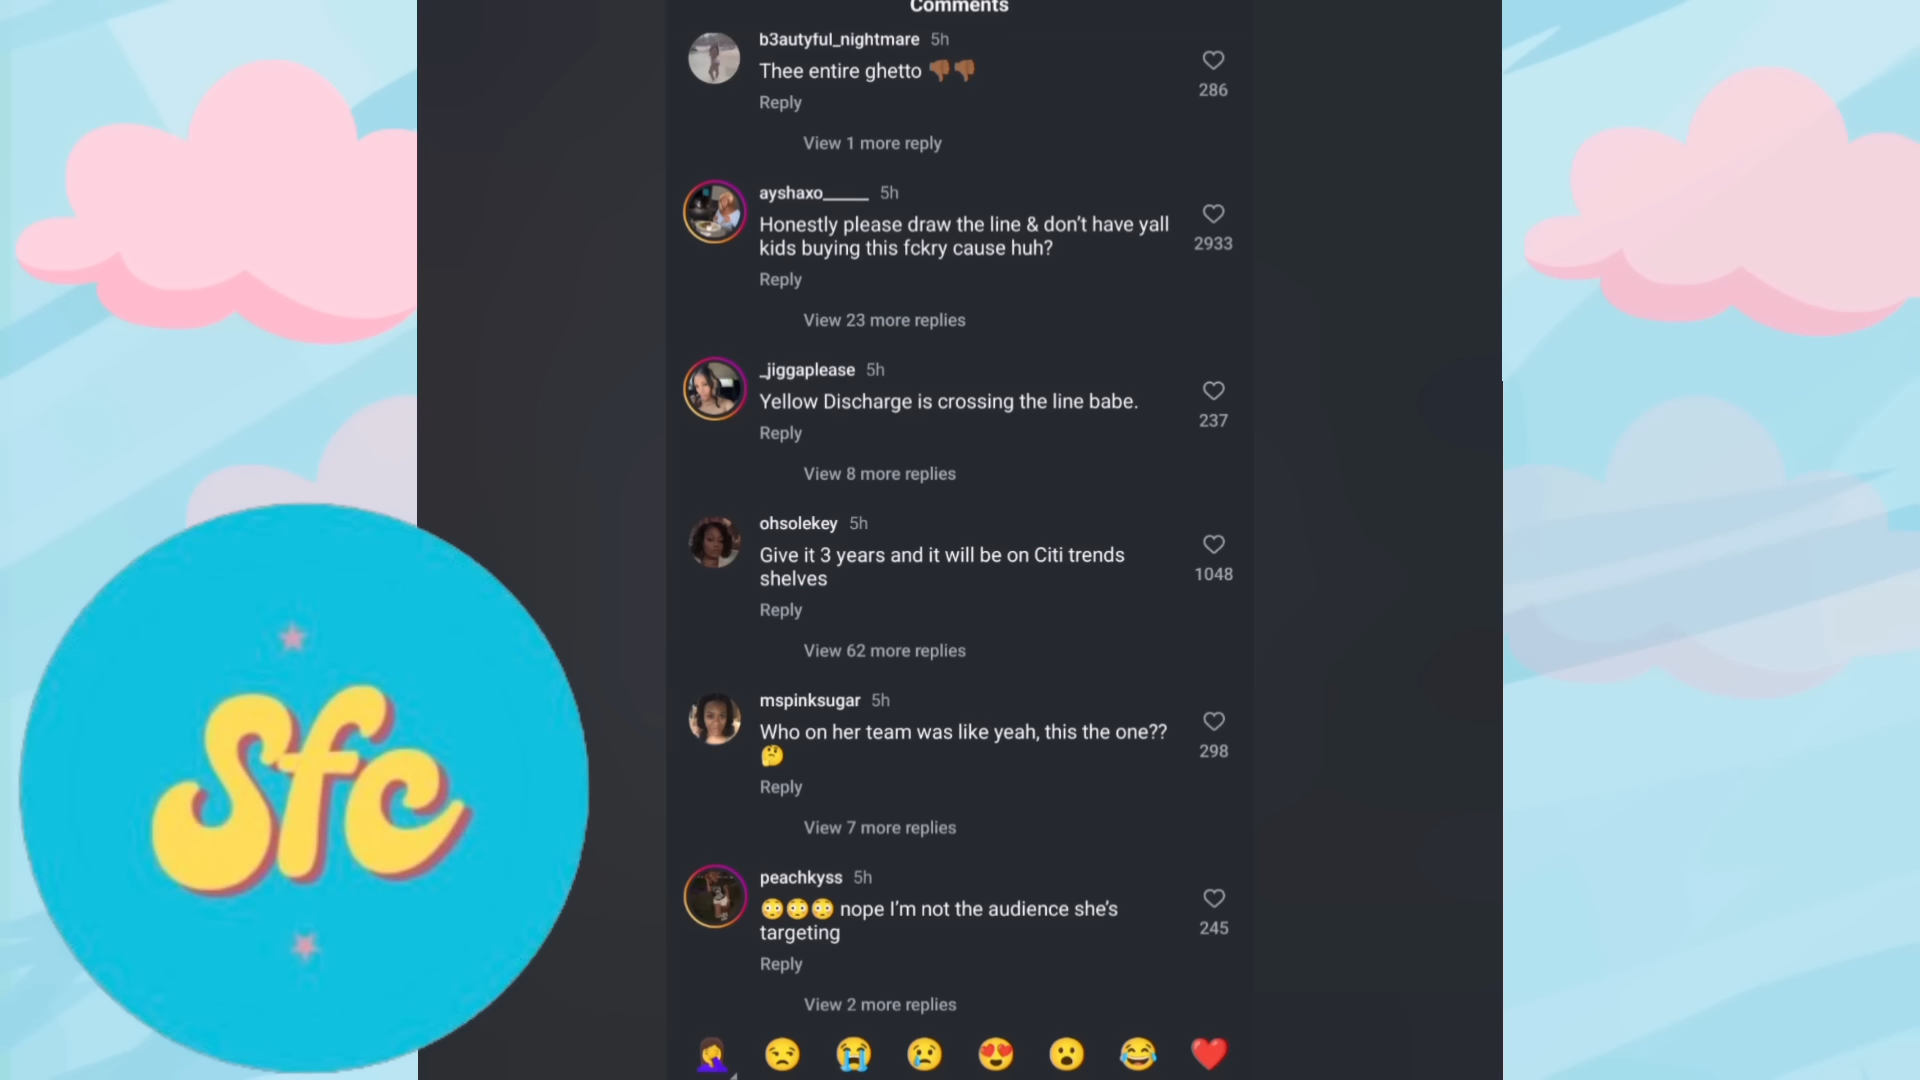 Comments
b3autyful_nightmare 5h
Thee entire ghetto 👎🏾👎🏾
286
Reply
View 1 more reply
ayshaxo_____ 5h
Honestly please draw the line & don't have yall
kids buying this fckry cause huh?
2933
Reply
View 23 more replies
_jiggaplease 5h
Yellow Discharge is crossing the line babe.
237
Reply
View 8 more replies
ohsolekey 5h
Give it 3 years and it will be on Citi trends
shelves
1048
Reply
View 62 more replies
mspinksugar 5h
Who on her team was like yeah, this the one??
🤔
298
Reply
View 7 more replies
peachkyss 5h
😳😳😳 nope I'm not the audience she's
targeting
245
Reply
View 2 more replies
Sfc